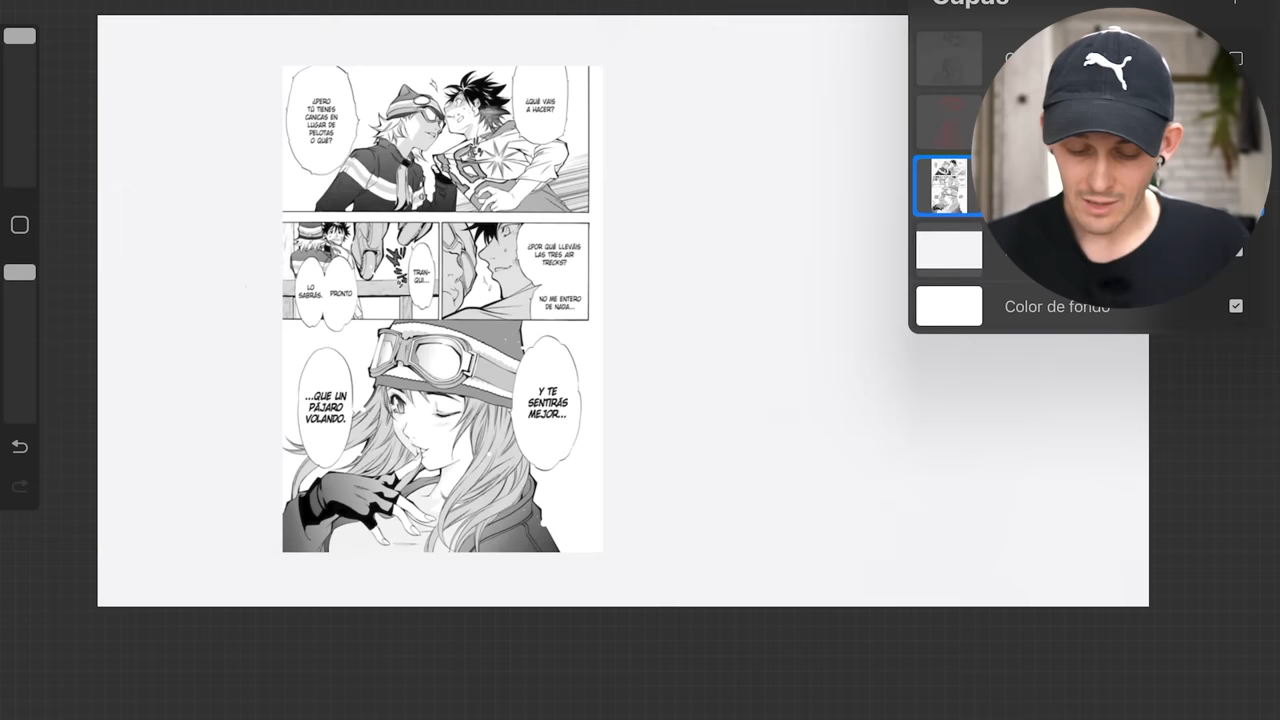 ¿PERO
TÚ TIENES
CANICAS EN
LUGAR DE
PELOTAS
O QUÉ?
¿QUÉ VAIS
A HACER?
LO
SABRÁS.
PRONTO
TRAN-
QUI...
¿POR QUÉ LLEVÁIS
LAS TRES AIR
TRECKS?
NO ME ENTERO
DE NADA...
...QUE UN
PÁJARO
VOLANDO.
Y TE
SENTIRÁS
MEJOR...
Color de fondo